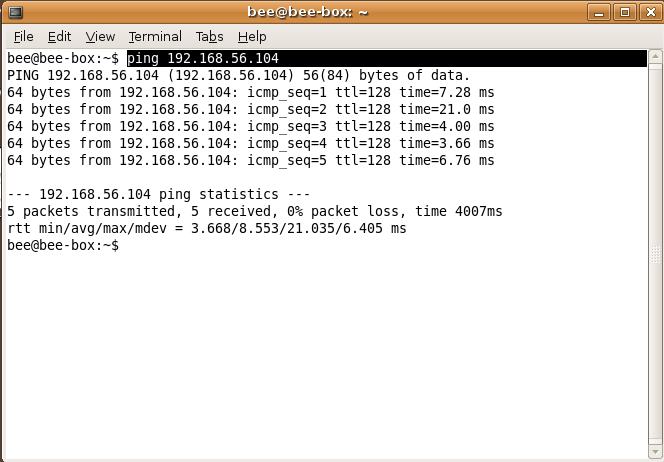 bee@bee-box: ~
File Edit View Terminal Tabs Help
bee@bee-box:~$ ping 192.168.56.104
PING 192.168.56.104 (192.168.56.104) 56(84) bytes of data.
64 bytes from 192.168.56.104: icmp_seq=1 ttl=128 time=7.28 ms
64 bytes from 192.168.56.104: icmp_seq=2 ttl=128 time=21.0 ms
64 bytes from 192.168.56.104: icmp_seq=3 ttl=128 time=4.00 ms
64 bytes from 192.168.56.104: icmp_seq=4 ttl=128 time=3.66 ms
64 bytes from 192.168.56.104: icmp_seq=5 ttl=128 time=6.76 ms
--- 192.168.56.104 ping statistics ---
5 packets transmitted, 5 received, 0% packet loss, time 4007ms
rtt min/avg/max/mdev = 3.668/8.553/21.035/6.405 ms
bee@bee-box:~$